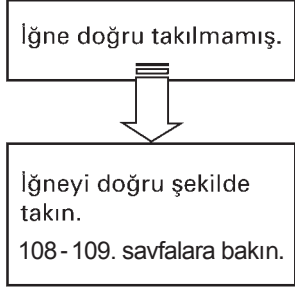 İğne doğru takılmamış.
İğneyi doğru şekilde
takın.
108-109. savfalara bakın.